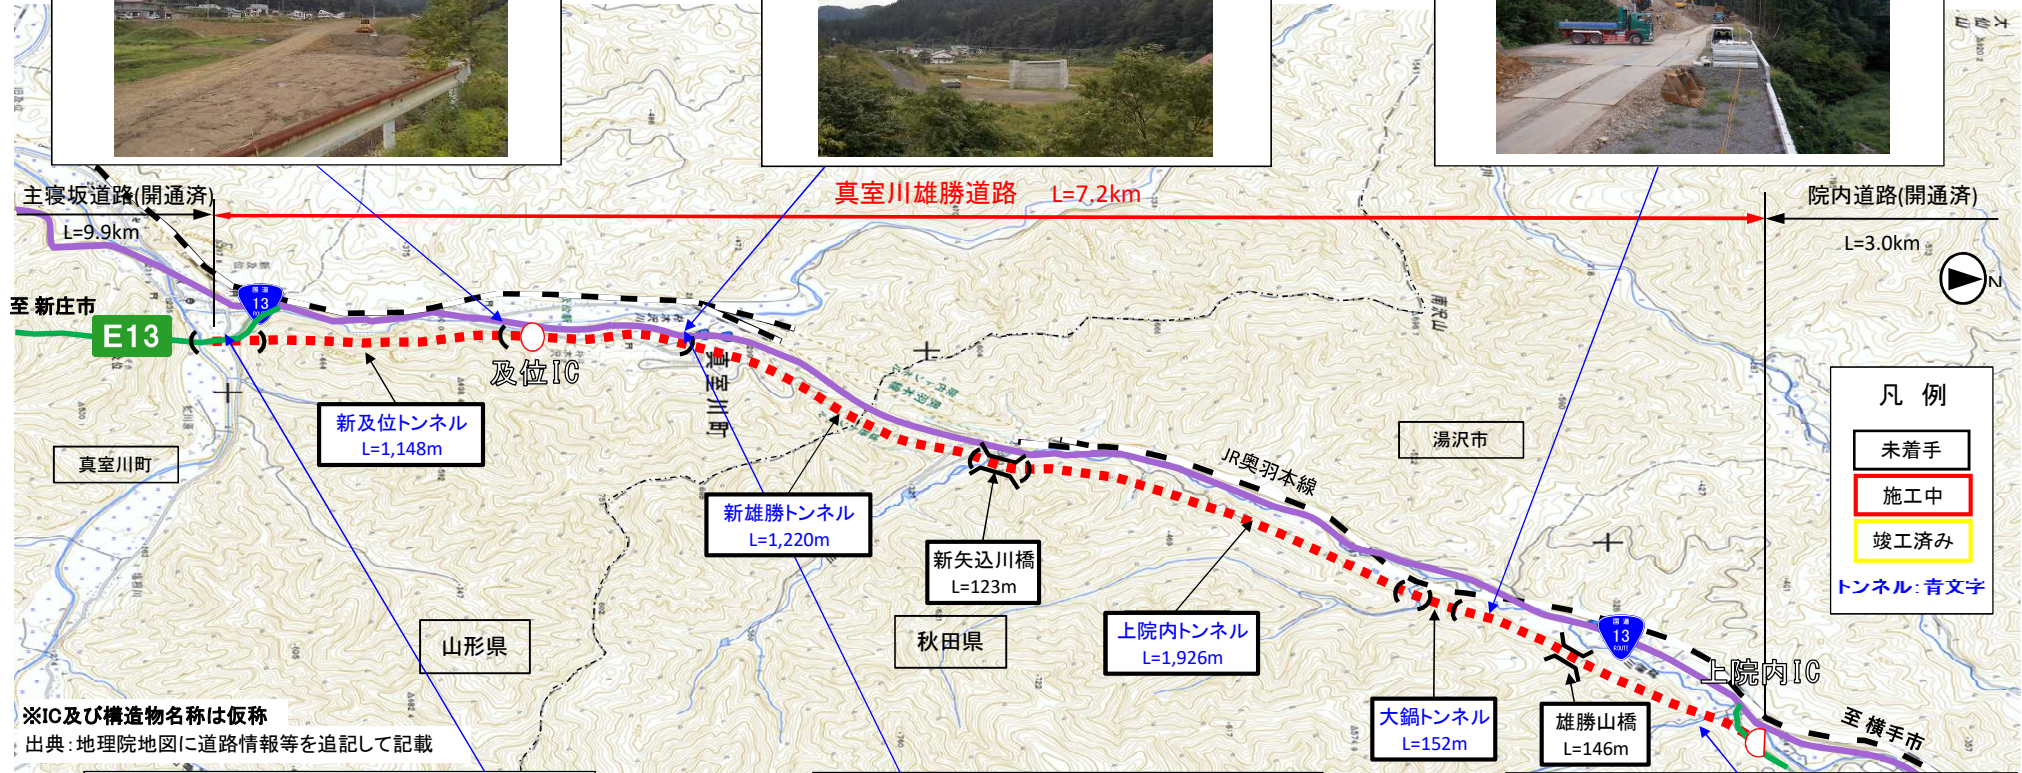 主寝坂道路(開通済)
L=9.9km
真室川雄勝道路 L=7.2km
院内道路(開通済)
L=3.0km
N
至 新庄市
E13
国道
13
ROUTE
及位IC
真室川町
新及位トンネル
L=1,148m
真室川町
新雄勝トンネル
L=1,220m
新矢込川橋
L=123m
JR奥羽本線
湯沢市
凡 例
未着手
施工中
竣工済み
トンネル:青文字
山形県
秋田県
上院内トンネル
L=1,926m
国道
13
ROUTE
上院内IC
大鍋トンネル
L=152m
雄勝山橋
L=146m
至 横手市
※IC及び構造物名称は仮称
出典:地理院地図に道路情報等を追記して記載